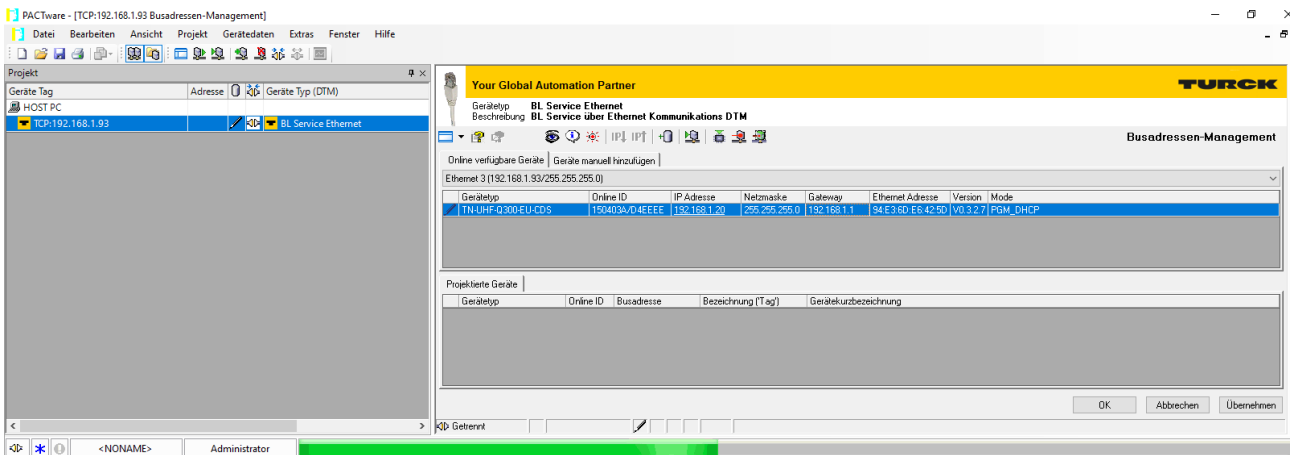 PACTware - [TCP:192.168.1.93 Busadressen-Management]
Datei Bearbeiten Ansicht Projekt Gerätedaten Extras Fenster Hilfe
Projekt
Geräte Tag Adresse Geräte Typ (DTM)
HOST PC
TCP:192.168.1.93 BL Service Ethernet
Your Global Automation Partner TURCK
Gerätetyp BL Service Ethernet
Beschreibung BL Service über Ethernet Kommunikations DTM
Busadressen-Management
Online verfügbare Geräte Geräte manuell hinzufügen
Ethernet 3 (192.168.1.93/255.255.255.0)
Gerätetyp Online ID IP Adresse Netzmaske Gateway Ethernet Adresse Version Mode
TN-UHF-Q300-EU-CDS 150403A/D4EEEE 192.168.1.20 255.255.255.0 192.168.1.1 94:E3:6D:E6:42:5D V0.3.2.7 PGM_DHCP
Projektierte Geräte
Gerätetyp Online ID Busadresse Bezeichnung ('Tag') Gerätekurzbezeichnung
OK Abbrechen Übernehmen
Getrennt
<NONAME> Administrator